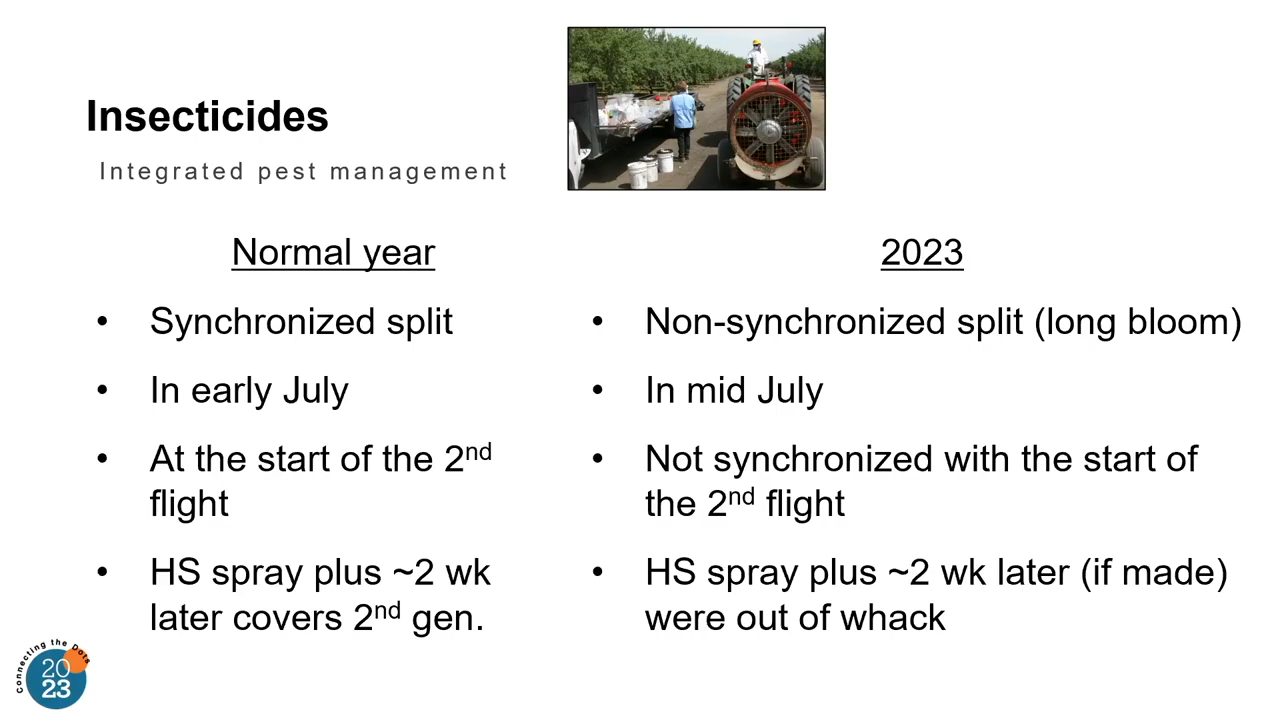 Insecticides
Integrated pest management
Normal year
• Synchronized split
• In early July
• At the start of the 2nd
flight
• HS spray plus ~2 wk
later covers 2nd gen.
2023
• Non-synchronized split (long bloom)
• In mid July
• Not synchronized with the start of
the 2nd flight
• HS spray plus ~2 wk later (if made)
were out of whack
Connecting the Dots
20
23